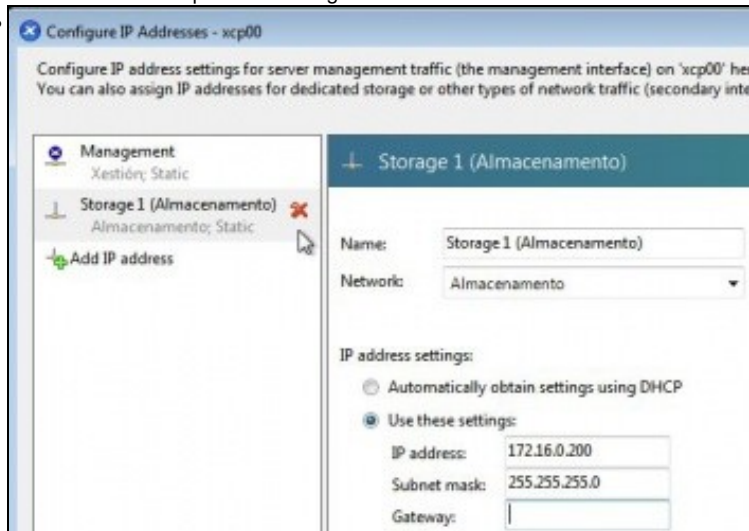 Configure IP Addresses - xcp00
Configure IP address settings for server management traffic (the management interface) on 'xcp00'
You can also assign IP addresses for dedicated storage or other types of network traffic (secondary
Management
Xestión; Static
Storage 1 (Almacenamento)
Almacenamento; Static
Add IP address
Storage 1 (Almacenamento)
Name: Storage 1 (Almacenamento)
Network: Almacenamento
IP address settings:
Automatically obtain settings using DHCP
Use these settings:
IP address: 172.16.0.200
Subnet mask: 255.255.255.0
Gateway: